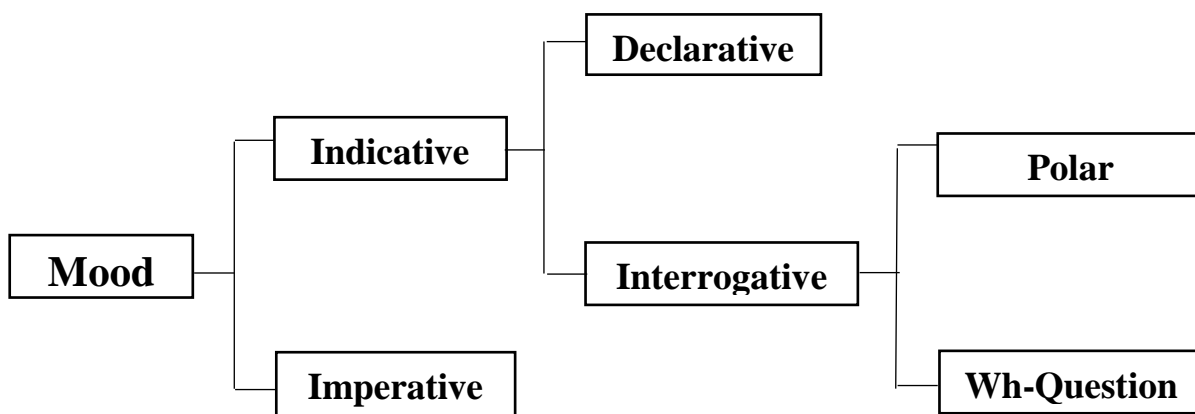 Declarative
Indicative
Polar
Mood
Interrogative
Imperative
Wh-Question